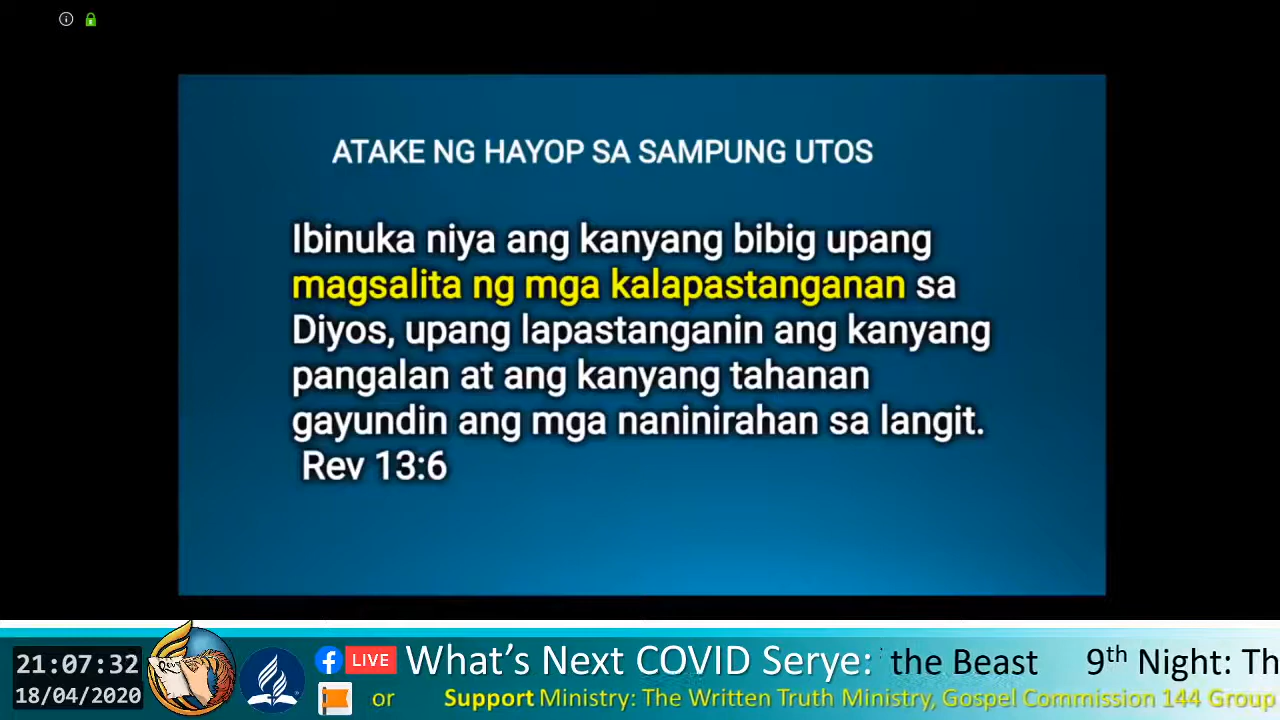 ATAKE NG HAYOP SA SAMPUNG UTOS
Ibinuka niya ang kanyang bibig upang
magsalita ng mga kalapastanganan sa
Diyos, upang lapastanganin ang kanyang
pangalan at ang kanyang tahanan
gayundin ang mga naninirahan sa langit.
Rev 13:6
21:07:32
18/04/2020
LIVE
What's Next COVID Serye: the Beast 9th Night: Th
or Support Ministry: The Written Truth Ministry, Gospel Commission 144 Group